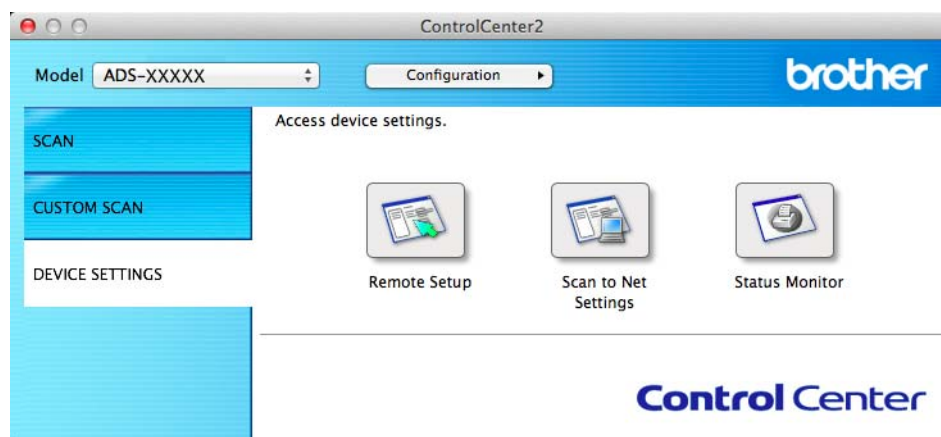 ControlCenter2
Model ADS-XXXXX Configuration brother
SCAN
CUSTOM SCAN
DEVICE SETTINGS
Access device settings.
Remote Setup
Scan to Net
Settings
Status Monitor
Control Center